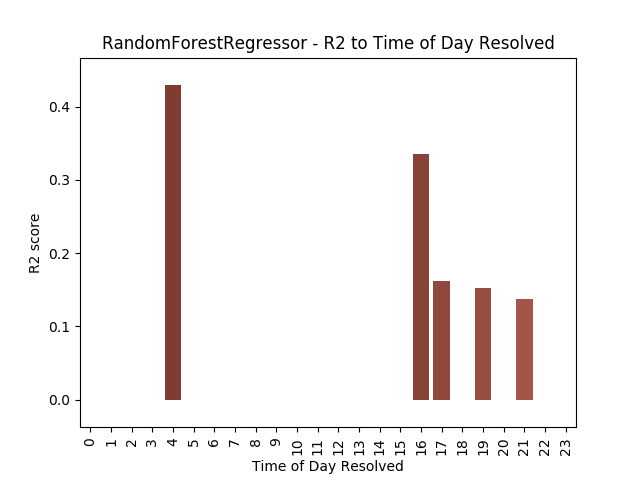 RandomForestRegressor - R2 to Time of Day Resolved
R2 score
0.4
0.3
0.2
0.1
0.0
0 1 2 3 4 5 6 7 8 9 10 11 12 13 14 15 16 17 18 19 20 21 22 23
Time of Day Resolved